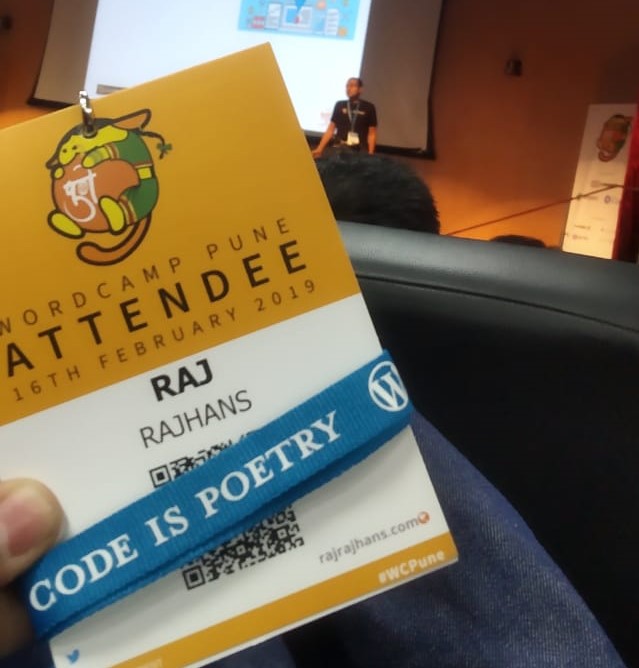 WORDCAMP PUNE
ATTENDEE
16TH FEBRUARY 2019
RAJ
RAJHANS
CODE IS POETRY
rajrajhans.com
#WCPune